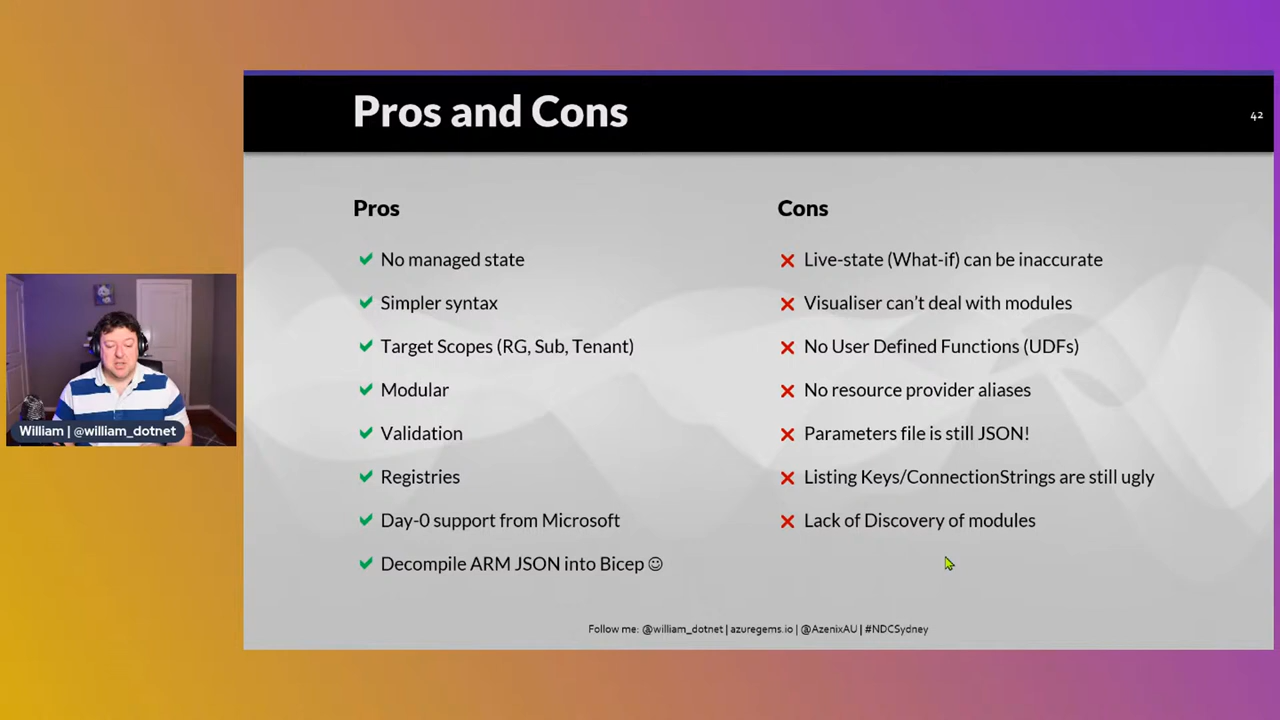 Pros and Cons
42
Pros
No managed state
Simpler syntax
Target Scopes (RG, Sub, Tenant)
Modular
Validation
Registries
Day-0 support from Microsoft
Decompile ARM JSON into Bicep ☺
Cons
Live-state (What-if) can be inaccurate
Visualiser can't deal with modules
No User Defined Functions (UDFs)
No resource provider aliases
Parameters file is still JSON!
Listing Keys/ConnectionStrings are still ugly
Lack of Discovery of modules
William | @william_dotnet
Follow me: @william_dotnet | azuregems.io | @AzenixAU | #NDCSydney